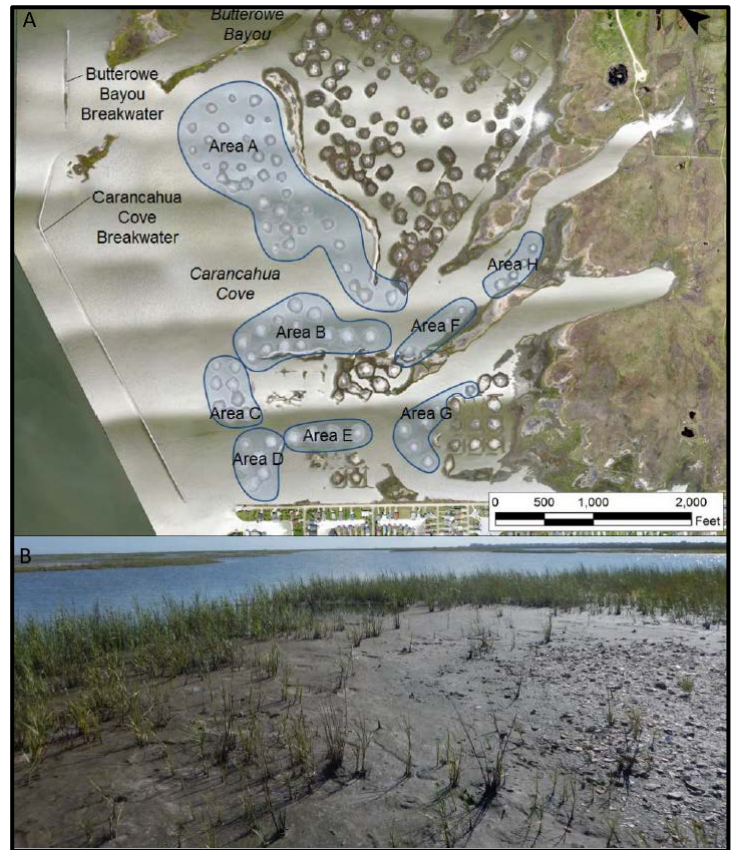 A
Butterowe
Bayou
Butterowe
Bayou
Breakwater
Area A
Carancahua
Cove
Breakwater
Area H
Carancahua
Cove
Area B
Area F
Area C
Area G
Area E
Area D
0 500 1,000 2,000
Feet
B